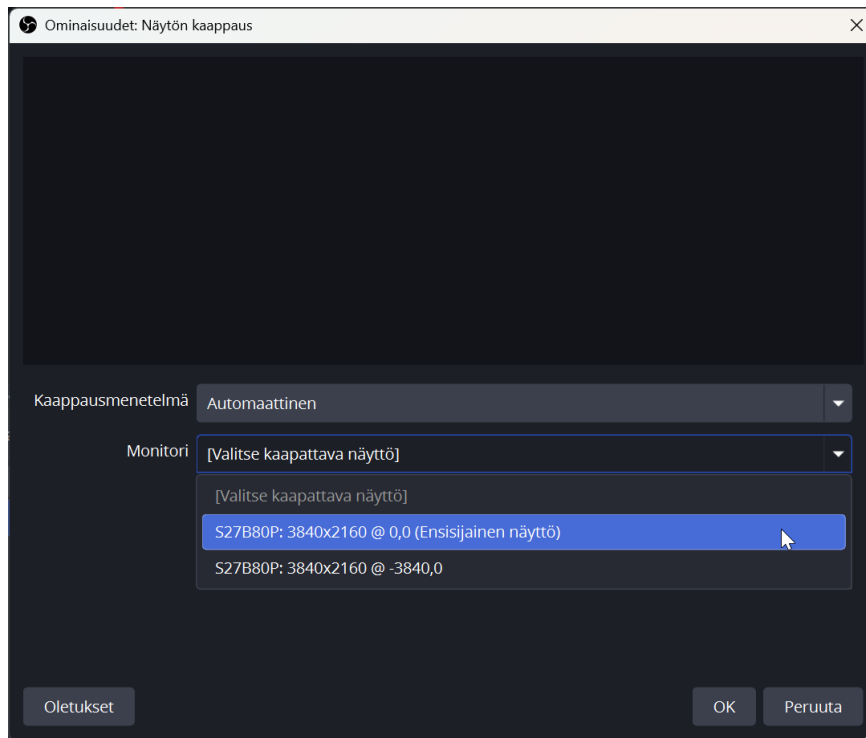 Ominaisuudet: Näytön kaappaus
Kaappausmenetelmä Automaattinen
Monitori [Valitse kaapattava näyttö]
[Valitse kaapattava näyttö]
S27B80P: 3840x2160 @ 0,0 (Ensisijainen näyttö)
S27B80P: 3840x2160 @ -3840,0
Oletukset OK Peruuta